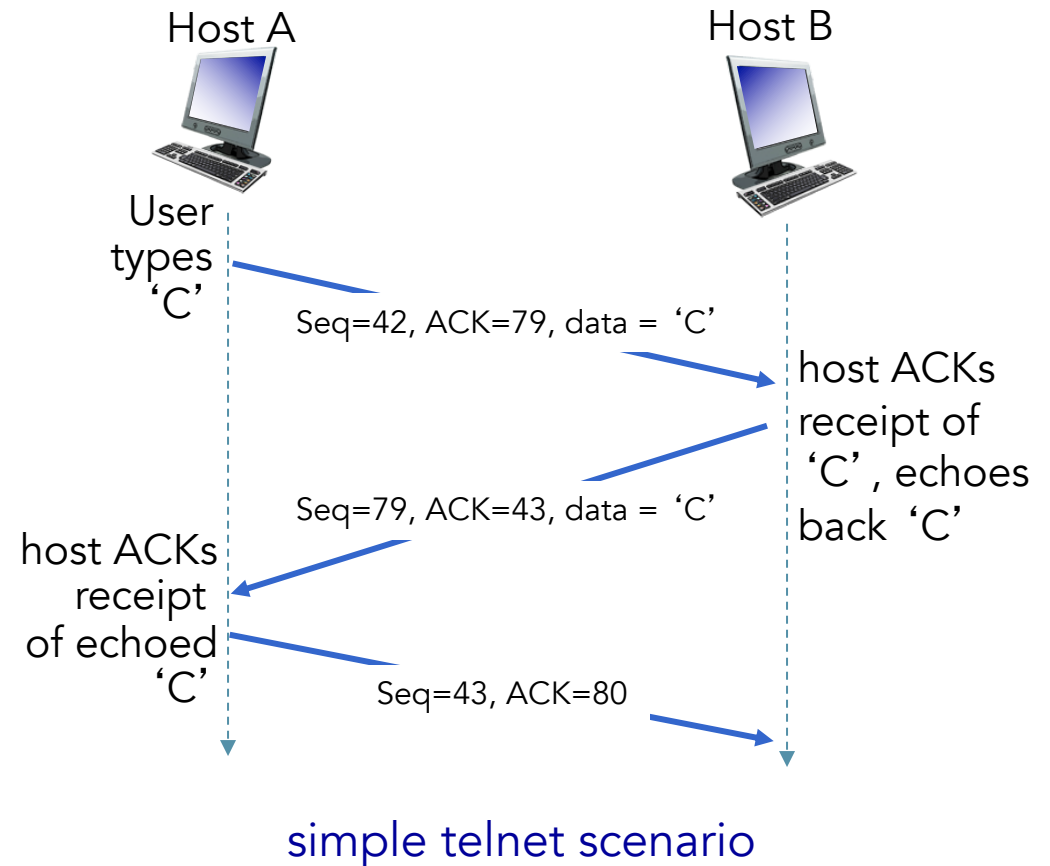 Host A
Host B
User
types
‘C’
Seq=42, ACK=79, data = ‘C’
host ACKs
receipt of
‘C’, echoes
back ‘C’
Seq=79, ACK=43, data = ‘C’
host ACKs
receipt
of echoed
‘C’
Seq=43, ACK=80
simple telnet scenario